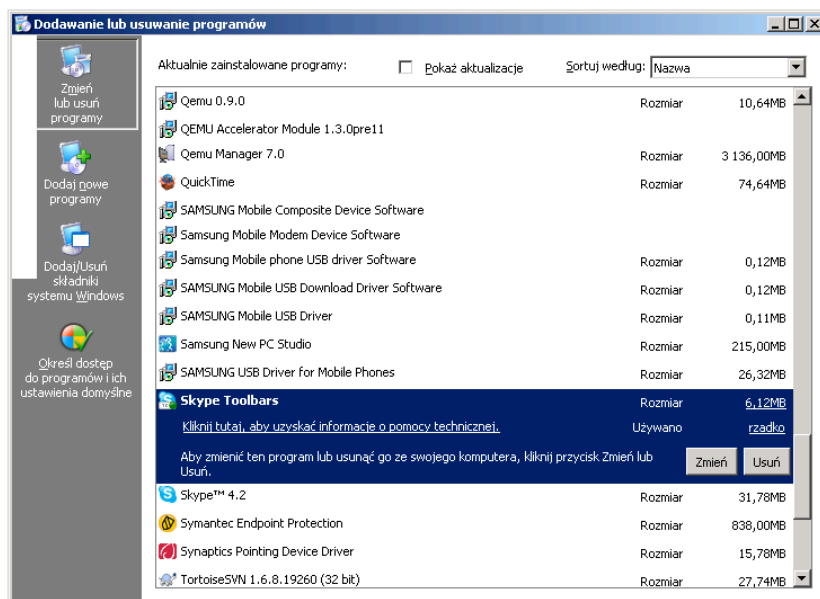 Dodawanie lub usuwanie programów
Zmień
lub usuń
programy
Dodaj nowe
programy
Dodaj/Usuń
składniki
systemu Windows
Określ dostęp
do programów i ich
ustawienia domyślne
Aktualnie zainstalowane programy: Pokaż aktualizacje Sortuj według: Nazwa
Qemu 0.9.0 Rozmiar 10,64MB
QEMU Accelerator Module 1.3.0pre11
Qemu Manager 7.0 Rozmiar 3 136,00MB
QuickTime Rozmiar 74,64MB
SAMSUNG Mobile Composite Device Software
Samsung Mobile Modem Device Software
Samsung Mobile phone USB driver Software Rozmiar 0,12MB
SAMSUNG Mobile USB Download Driver Software Rozmiar 0,12MB
SAMSUNG Mobile USB Driver Rozmiar 0,11MB
Samsung New PC Studio Rozmiar 215,00MB
SAMSUNG USB Driver for Mobile Phones Rozmiar 26,32MB
Skype Toolbars Rozmiar 6,12MB
Kliknij tutaj, aby uzyskać informacje o pomocy technicznej. Używano rzadko
Aby zmienić ten program lub usunąć go ze swojego komputera, kliknij przycisk Zmień lub
Usuń. Zmień Usuń
Skype™ 4.2 Rozmiar 31,78MB
Symantec Endpoint Protection Rozmiar 838,00MB
Synaptics Pointing Device Driver Rozmiar 15,78MB
TortoiseSVN 1.6.8.19260 (32 bit) Rozmiar 27,74MB